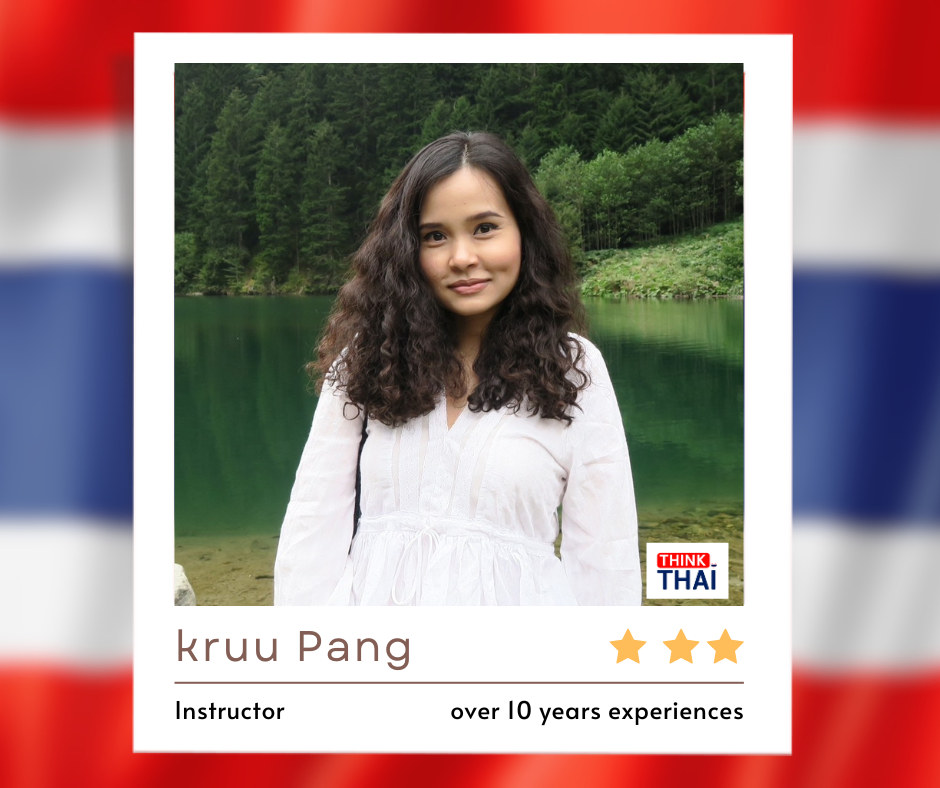 THINK
THAI
kruu Pang
Instructor
over 10 years experiences